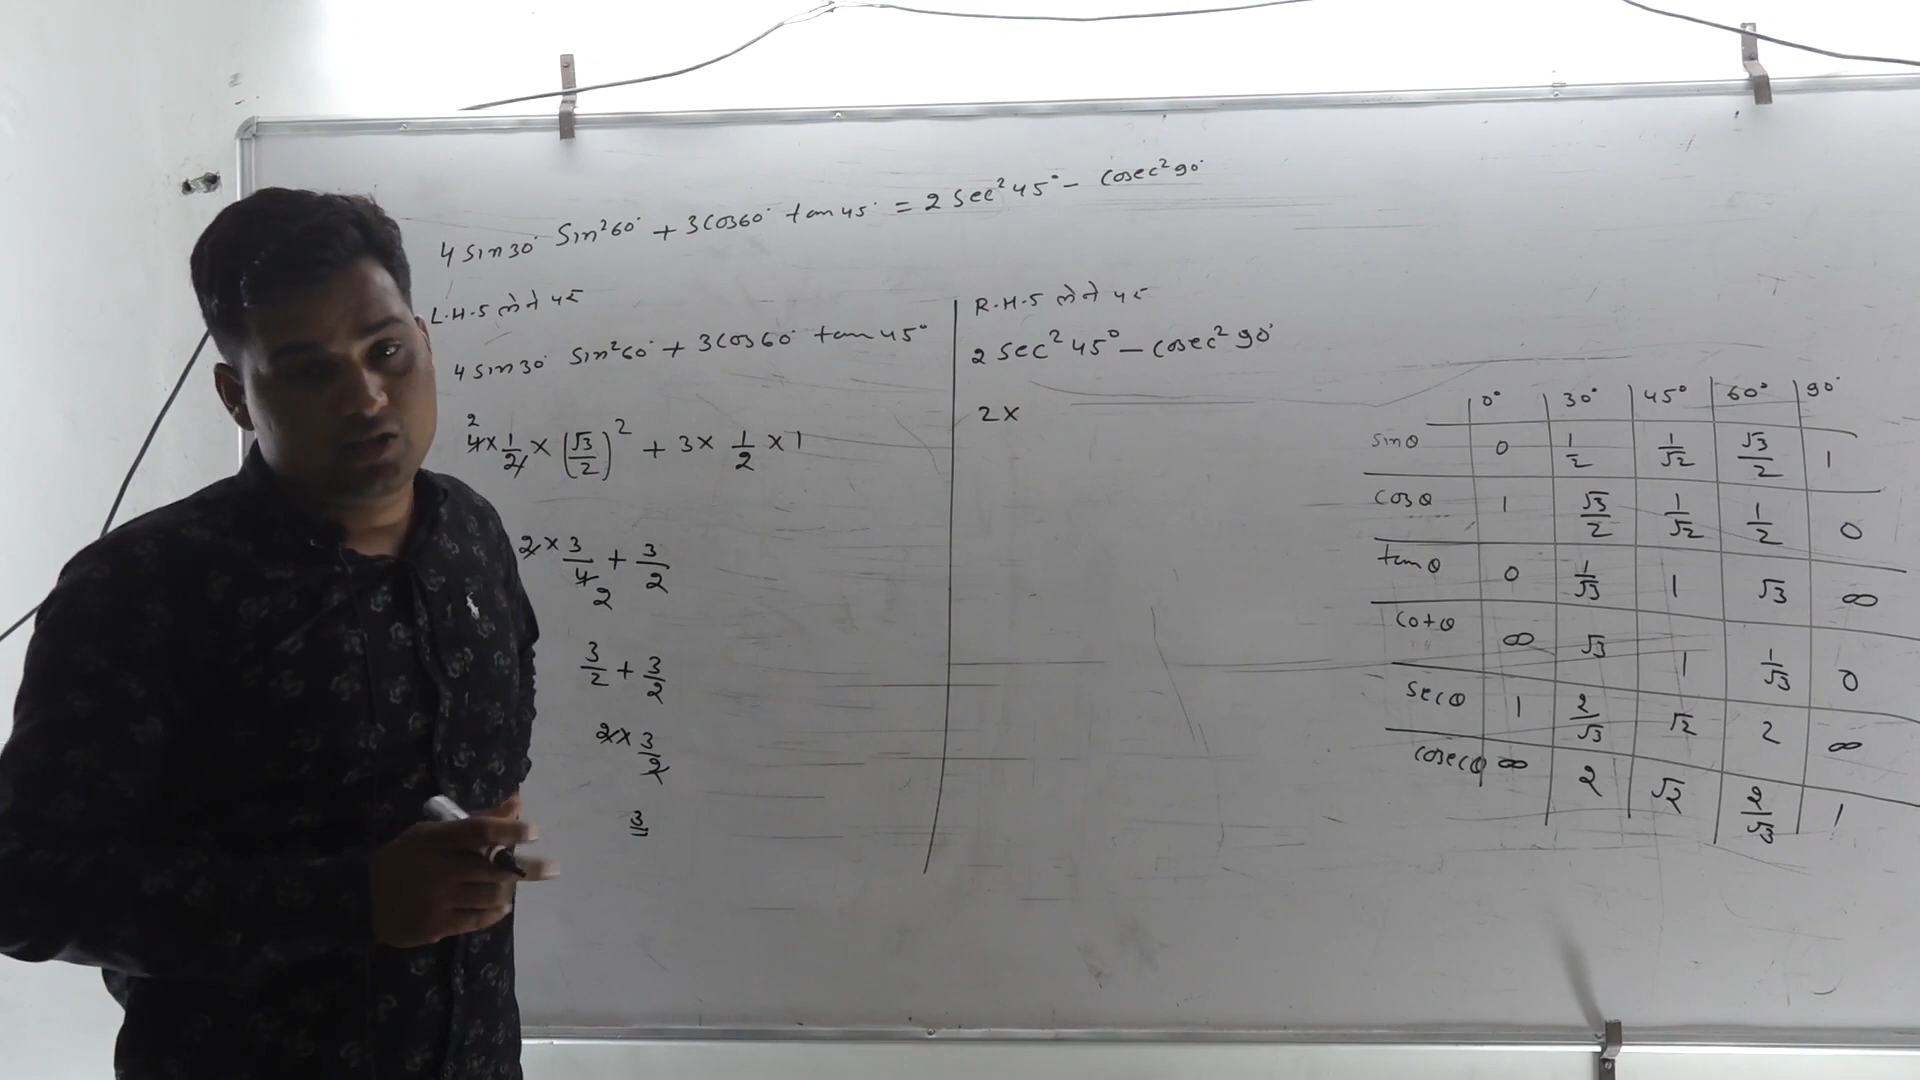 4 sin30° sin²60° + 3cos60° tan45° = 2 sec²45° - cosec²90°
L.H.S लेने पर
4 sin30° sin²60° + 3cos60° tan45°
2
4 × 1/2 × (√3/2)² + 3 × 1/2 × 1
2 × 3/4 + 3/2
2
3/2 + 3/2
2 × 3/2
3
R.H.S लेने पर
2 sec²45° - cosec²90°
2 ×
0° 30° 45° 60° 90°
sinθ 0 1/2 1/√2 √3/2 1
cosθ 1 √3/2 1/√2 1/2 0
tanθ 0 1/√3 1 √3 ∞
cotθ ∞ √3 1 1/√3 0
secθ 1 2/√3 √2 2 ∞
cosecθ ∞ 2 √2 2/√3 1